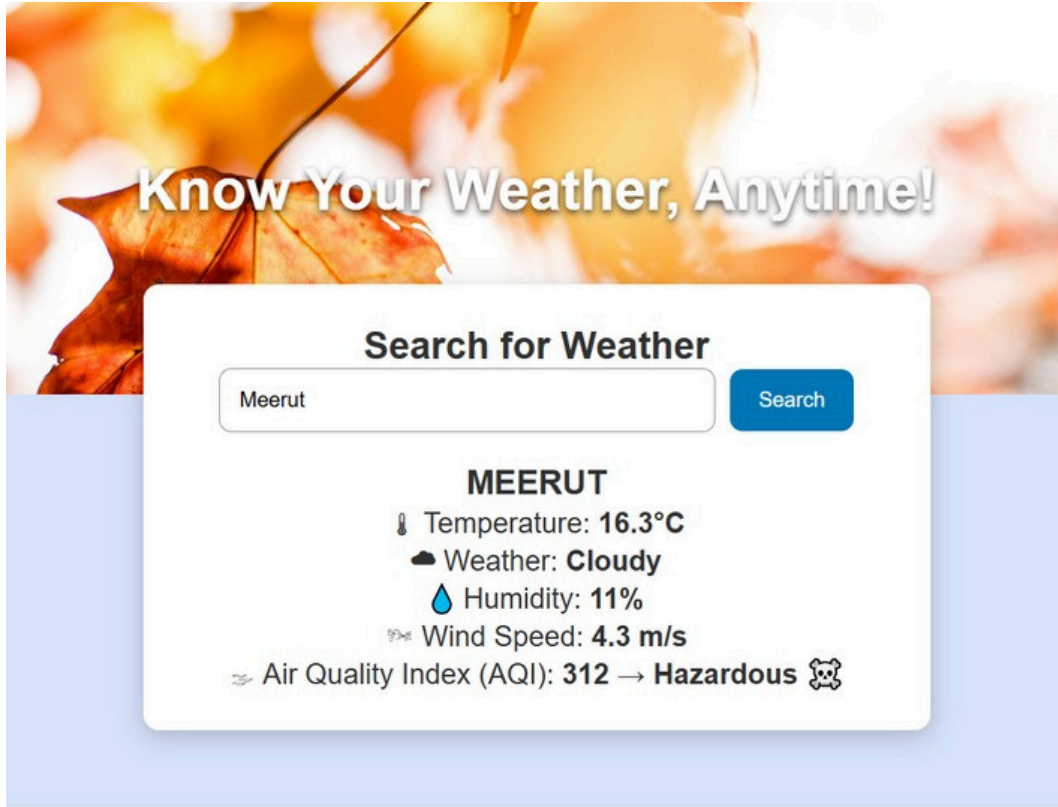 Know Your Weather, Anytime!
Search for Weather
Meerut
Search
MEERUT
🌡 Temperature: 16.3°C
☁ Weather: Cloudy
💧 Humidity: 11%
🌬 Wind Speed: 4.3 m/s
🌫 Air Quality Index (AQI): 312 → Hazardous ☠